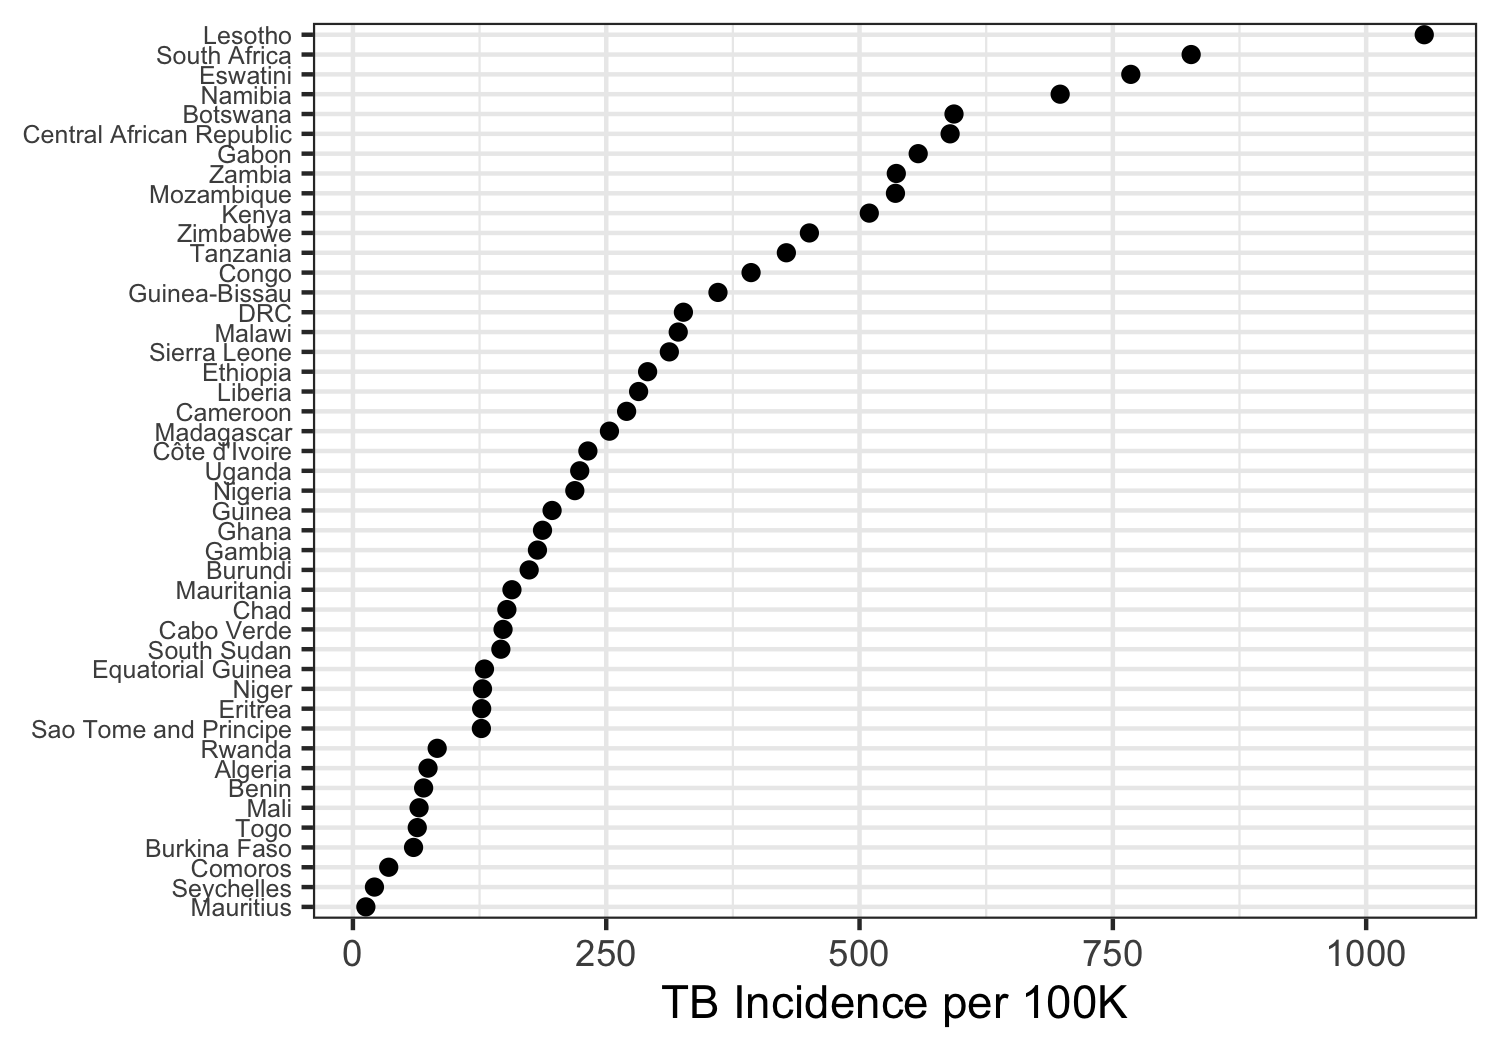 Lesotho
South Africa
Eswatini
Namibia
Botswana
Central African Republic
Gabon
Zambia
Mozambique
Kenya
Zimbabwe
Tanzania
Congo
Guinea-Bissau
DRC
Malawi
Sierra Leone
Ethiopia
Liberia
Cameroon
Madagascar
Côte d'Ivoire
Uganda
Nigeria
Guinea
Ghana
Gambia
Burundi
Mauritania
Chad
Cabo Verde
South Sudan
Equatorial Guinea
Niger
Eritrea
Sao Tome and Principe
Rwanda
Algeria
Benin
Mali
Togo
Burkina Faso
Comoros
Seychelles
Mauritius
0 250 500 750 1000
TB Incidence per 100K